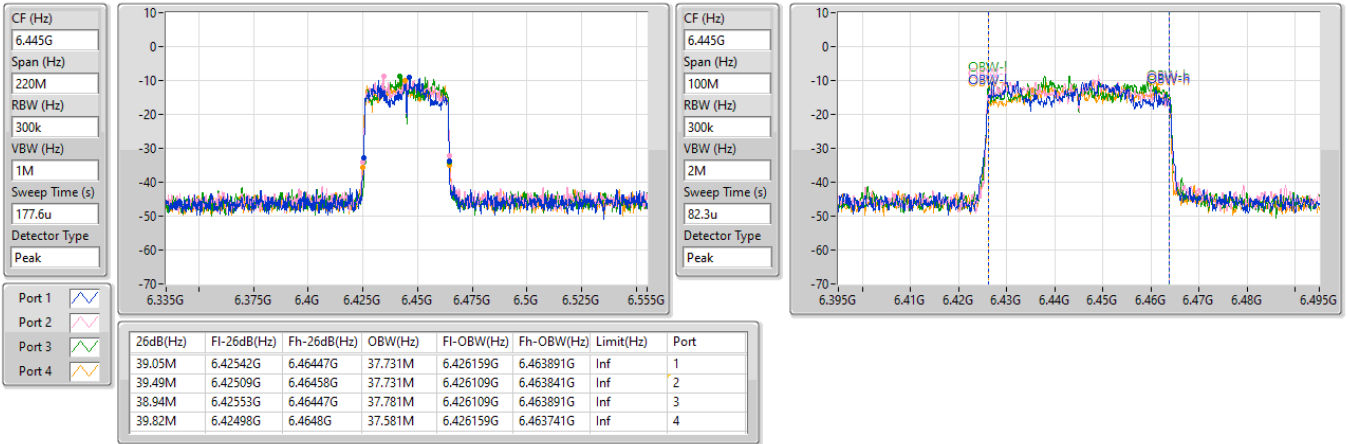 CF (Hz)
6.445G
Span (Hz)
220M
RBW (Hz)
300k
VBW (Hz)
1M
Sweep Time (s)
177.6u
Detector Type
Peak
10
0
-10
-20
-30
-40
-50
-60
-70
6.335G 6.375G 6.4G 6.425G 6.45G 6.475G 6.5G 6.525G 6.555G
CF (Hz)
6.445G
Span (Hz)
100M
RBW (Hz)
300k
VBW (Hz)
2M
Sweep Time (s)
82.3u
Detector Type
Peak
10
0
-10
-20
-30
-40
-50
-60
-70
OBW-l
OBW-h
6.395G 6.41G 6.42G 6.43G 6.44G 6.45G 6.46G 6.47G 6.48G 6.495G
Port 1
Port 2
Port 3
Port 4
26dB(Hz) Fl-26dB(Hz) Fh-26dB(Hz) OBW(Hz) Fl-OBW(Hz) Fh-OBW(Hz) Limit(Hz) Port
39.05M 6.42542G 6.46447G 37.731M 6.426159G 6.463891G Inf 1
39.49M 6.42509G 6.46458G 37.731M 6.426109G 6.463841G Inf 2
38.94M 6.42553G 6.46447G 37.781M 6.426109G 6.463891G Inf 3
39.82M 6.42498G 6.4648G 37.581M 6.426159G 6.463741G Inf 4